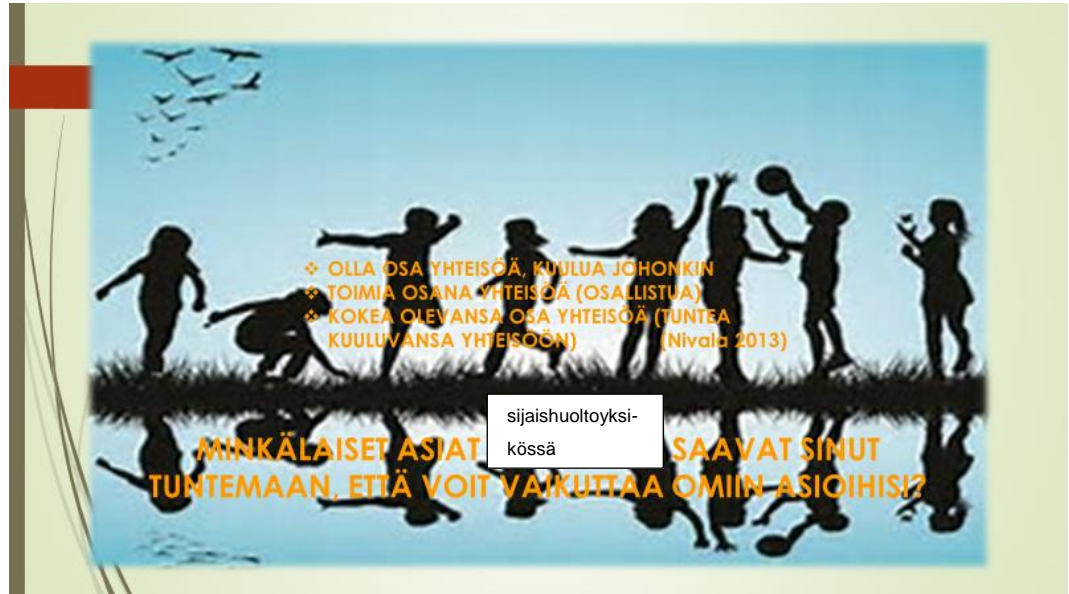 ❖ OLLA OSA YHTEISÖÄ, KUULUA JOHONKIN
❖ TOIMIA OSANA YHTEISÖÄ (OSALLISTUA)
❖ KOKEA OLEVANSA OSA YHTEISÖÄ (TUNTEA
KUULUVANSA YHTEISÖÖN) (Nivala 2013)
sijaishuoltoyksi-
kössä
MINKÄLAISET ASIAT SAAVAT SINUT
TUNTEMAAN, ETTÄ VOIT VAIKUTTAA OMIIN ASIOIHISI?